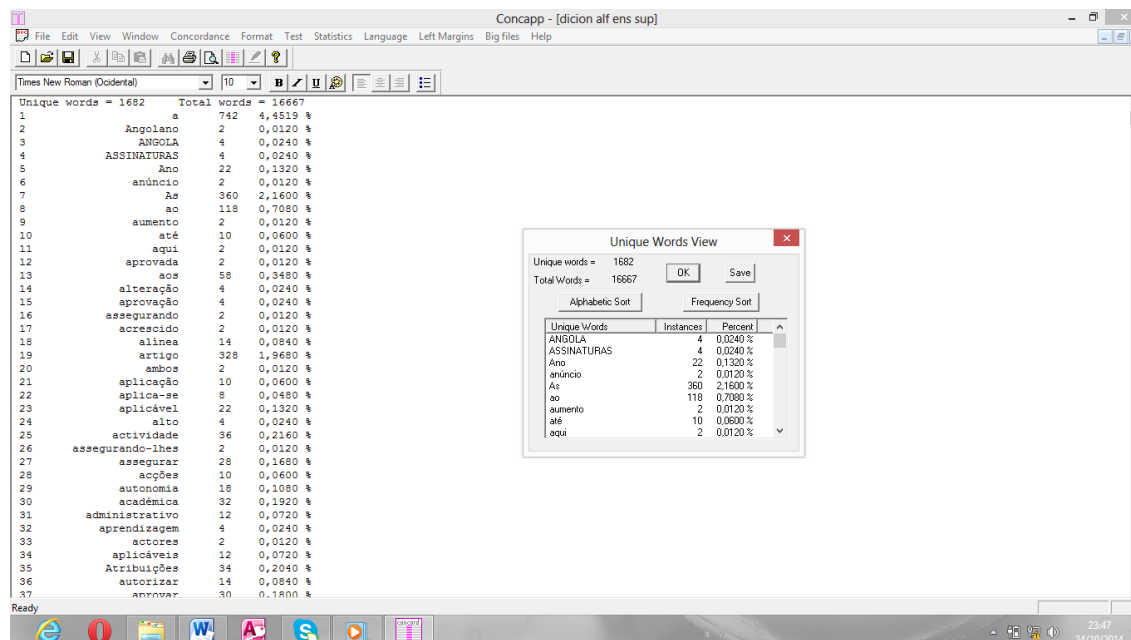 Concapp - [dicion alf ens sup]
File Edit View Window Concordance Format Test Statistics Language Left Margins Big files Help
Times New Roman (Ocidental) 10 B I U
Unique words = 1682 Total words = 16667
1 a 742 4,4519 %
2 Angolano 2 0,0120 %
3 ANGOLA 4 0,0240 %
4 ASSINATURAS 4 0,0240 %
5 Ano 22 0,1320 %
6 anúncio 2 0,0120 %
7 As 360 2,1600 %
8 ao 118 0,7080 %
9 aumento 2 0,0120 %
10 até 10 0,0600 %
11 aqui 2 0,0120 %
12 aprovada 2 0,0120 %
13 aos 58 0,3480 %
14 alteração 4 0,0240 %
15 aprovação 4 0,0240 %
16 assegurando 2 0,0120 %
17 acrescido 2 0,0120 %
18 alínea 14 0,0840 %
19 artigo 328 1,9680 %
20 ambos 2 0,0120 %
21 aplicação 10 0,0600 %
22 aplica-se 8 0,0480 %
23 aplicável 22 0,1320 %
24 alto 4 0,0240 %
25 actividade 36 0,2160 %
26 assegurando-lhes 2 0,0120 %
27 assegurar 28 0,1680 %
28 acções 10 0,0600 %
29 autonomia 18 0,1080 %
30 académica 32 0,1920 %
31 administrativo 12 0,0720 %
32 aprendizagem 4 0,0240 %
33 actores 2 0,0120 %
34 aplicáveis 12 0,0720 %
35 Atribuições 34 0,2040 %
36 autorizar 14 0,0840 %
37 aprovar 30 0,1800 %
Unique Words View
Unique words = 1682
Total Words = 16667
OK Save
Alphabetic Sort Frequency Sort
Unique Words Instances Percent
ANGOLA 4 0,0240 %
ASSINATURAS 4 0,0240 %
Ano 22 0,1320 %
anúncio 2 0,0120 %
As 360 2,1600 %
ao 118 0,7080 %
aumento 2 0,0120 %
até 10 0,0600 %
aqui 2 0,0120 %
Ready
concord
23:47
24/10/2014